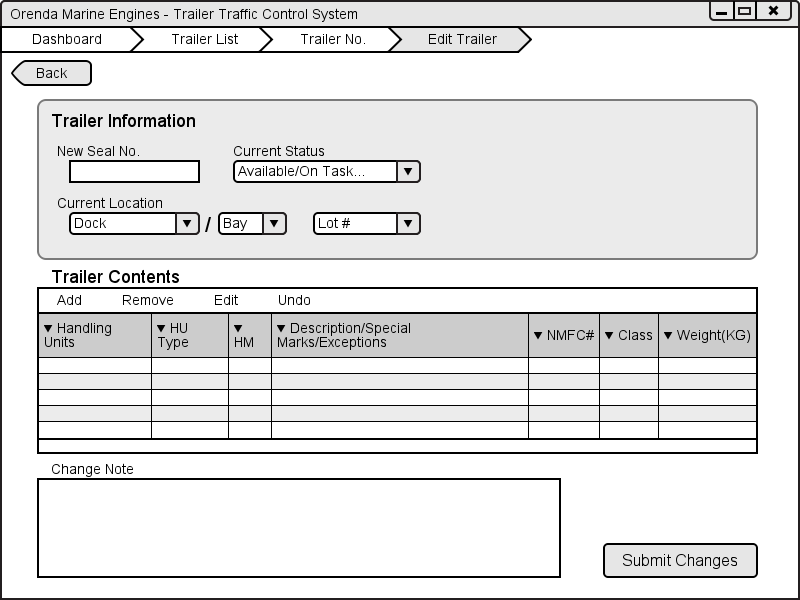 Orenda Marine Engines - Trailer Traffic Control System
Dashboard Trailer List Trailer No. Edit Trailer
Back
Trailer Information
New Seal No. Current Status
Available/On Task...
Current Location
Dock / Bay Lot #
Trailer Contents
Add Remove Edit Undo
Handling Units HU Type HM Description/Special Marks/Exceptions NMFC# Class Weight(KG)
Change Note
Submit Changes